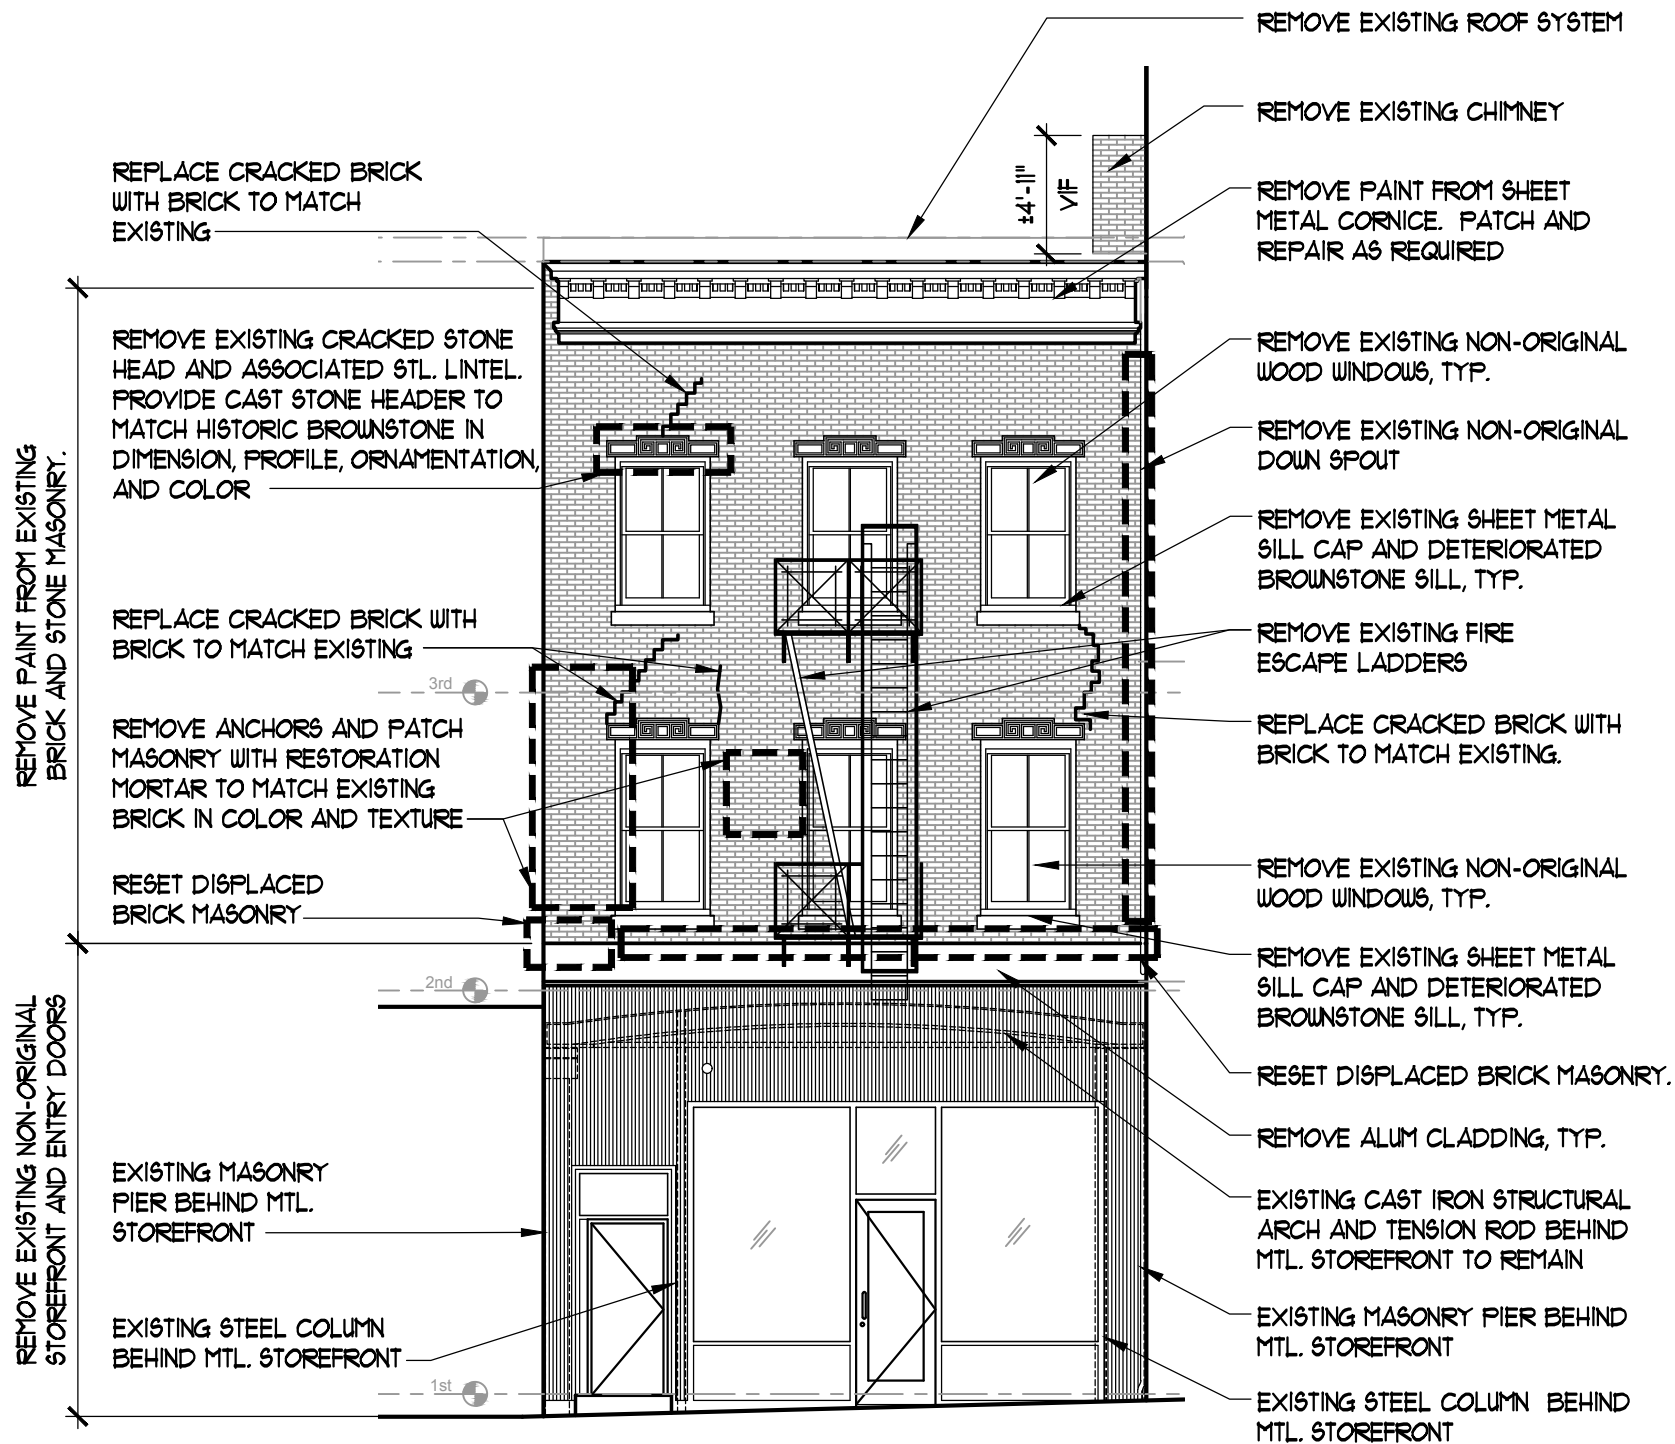 REMOVE EXISTING ROOF SYSTEM
REMOVE EXISTING CHIMNEY
±4'-11"
VIF
REPLACE CRACKED BRICK
WITH BRICK TO MATCH
EXISTING
REMOVE PAINT FROM SHEET
METAL CORNICE. PATCH AND
REPAIR AS REQUIRED
REMOVE EXISTING CRACKED STONE
HEAD AND ASSOCIATED STL. LINTEL.
PROVIDE CAST STONE HEADER TO
MATCH HISTORIC BROWNSTONE IN
DIMENSION, PROFILE, ORNAMENTATION,
AND COLOR
REMOVE EXISTING NON-ORIGINAL
WOOD WINDOWS, TYP.
REMOVE EXISTING NON-ORIGINAL
DOWN SPOUT
REMOVE PAINT FROM EXISTING
BRICK AND STONE MASONRY.
REMOVE EXISTING SHEET METAL
SILL CAP AND DETERIORATED
BROWNSTONE SILL, TYP.
REPLACE CRACKED BRICK WITH
BRICK TO MATCH EXISTING
REMOVE EXISTING FIRE
ESCAPE LADDERS
3rd
REMOVE ANCHORS AND PATCH
MASONRY WITH RESTORATION
MORTAR TO MATCH EXISTING
BRICK IN COLOR AND TEXTURE
REPLACE CRACKED BRICK WITH
BRICK TO MATCH EXISTING.
RESET DISPLACED
BRICK MASONRY
REMOVE EXISTING NON-ORIGINAL
WOOD WINDOWS, TYP.
2nd
REMOVE EXISTING SHEET METAL
SILL CAP AND DETERIORATED
BROWNSTONE SILL, TYP.
REMOVE EXISTING NON-ORIGINAL
STOREFRONT AND ENTRY DOORS
RESET DISPLACED BRICK MASONRY.
REMOVE ALUM CLADDING, TYP.
EXISTING MASONRY
PIER BEHIND MTL.
STOREFRONT
EXISTING CAST IRON STRUCTURAL
ARCH AND TENSION ROD BEHIND
MTL. STOREFRONT TO REMAIN
EXISTING STEEL COLUMN
BEHIND MTL. STOREFRONT
EXISTING MASONRY PIER BEHIND
MTL. STOREFRONT
1st
EXISTING STEEL COLUMN BEHIND
MTL. STOREFRONT